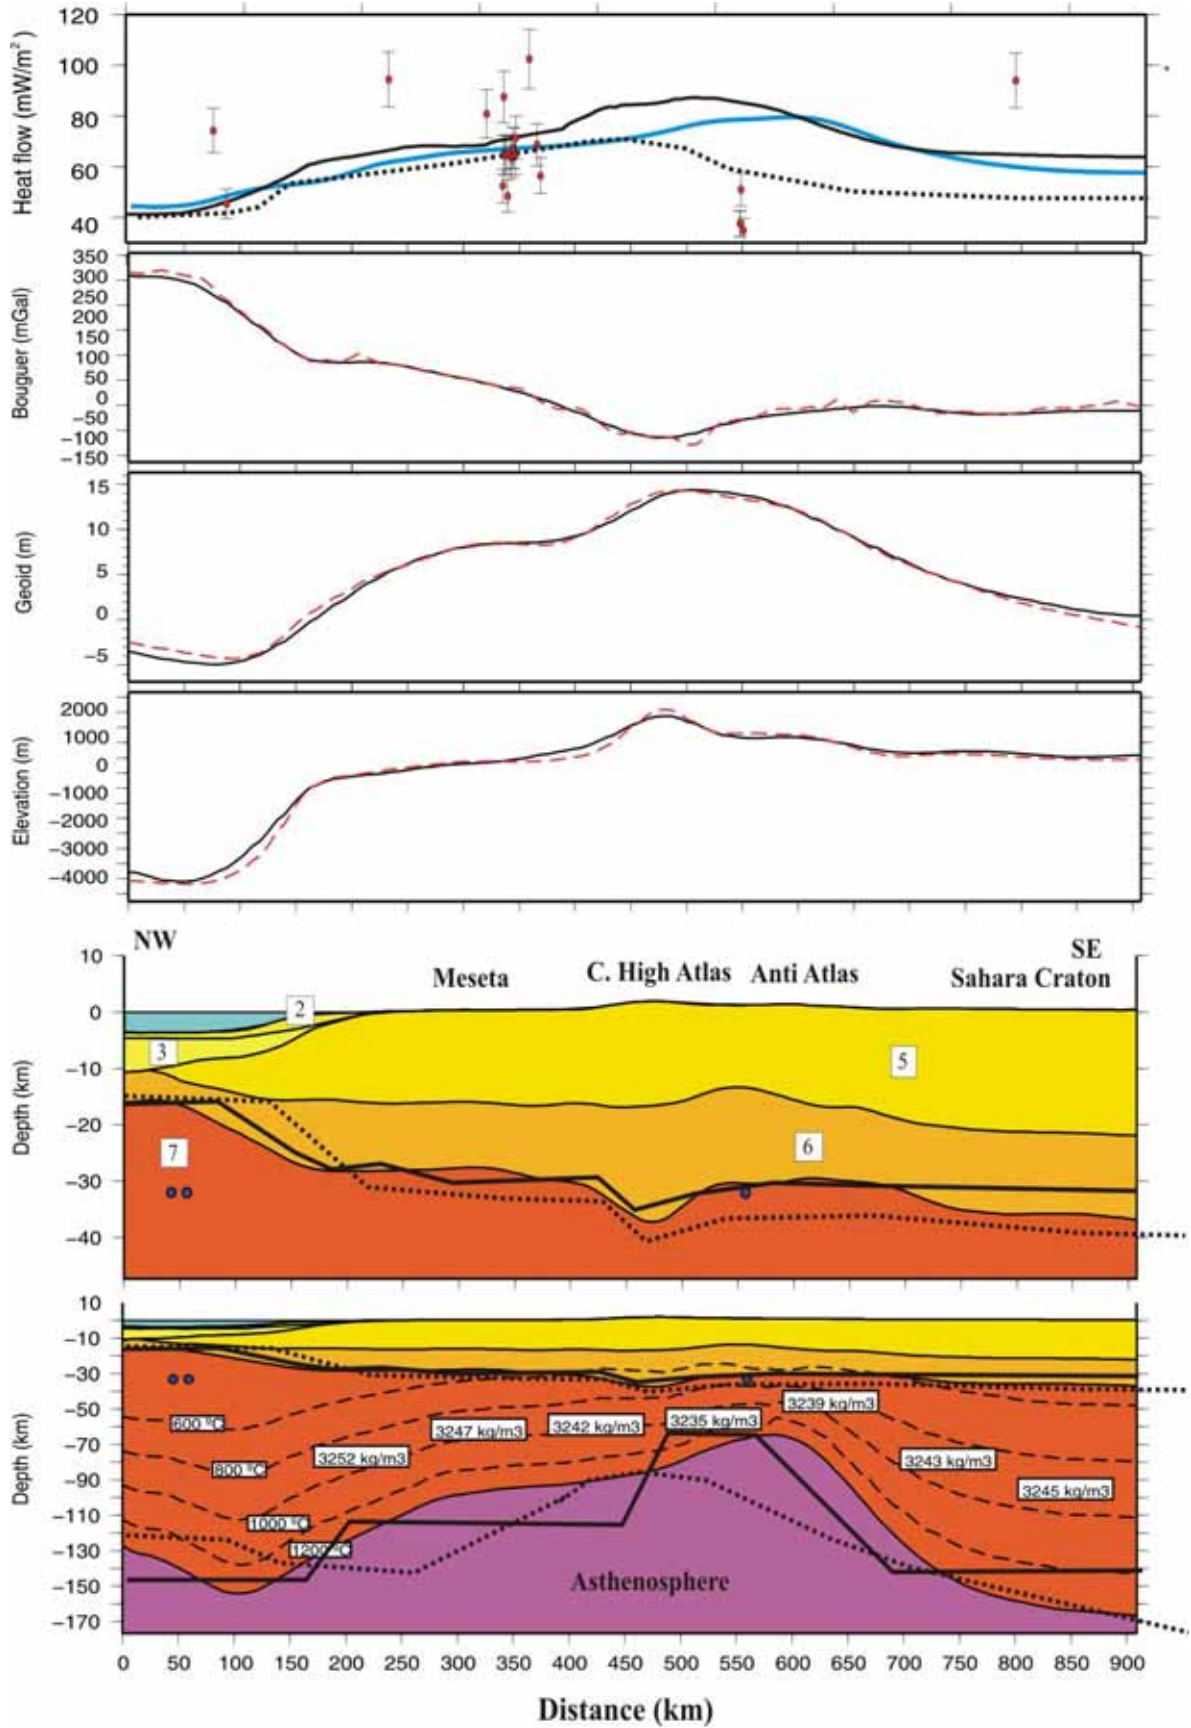 120
100
80
60
40
Heat flow (mW/m²)
350
300
250
200
150
100
50
0
−50
−100
−150
Bouguer (mGal)
15
10
5
0
−5
Geoid (m)
2000
1000
0
−1000
−2000
−3000
−4000
Elevation (m)
NW
SE
Meseta
C. High Atlas
Anti Atlas
Sahara Craton
10
0
−10
−20
−30
−40
Depth (km)
2
3
5
6
7
10
−10
−30
−50
−70
−90
−110
−130
−150
−170
Depth (km)
600 ºC
800 ºC
1000 ºC
1200 ºC
3252 kg/m3
3247 kg/m3
3242 kg/m3
3235 kg/m3
3239 kg/m3
3243 kg/m3
3245 kg/m3
Asthenosphere
0 50 100 150 200 250 300 350 400 450 500 550 600 650 700 750 800 850 900
Distance (km)